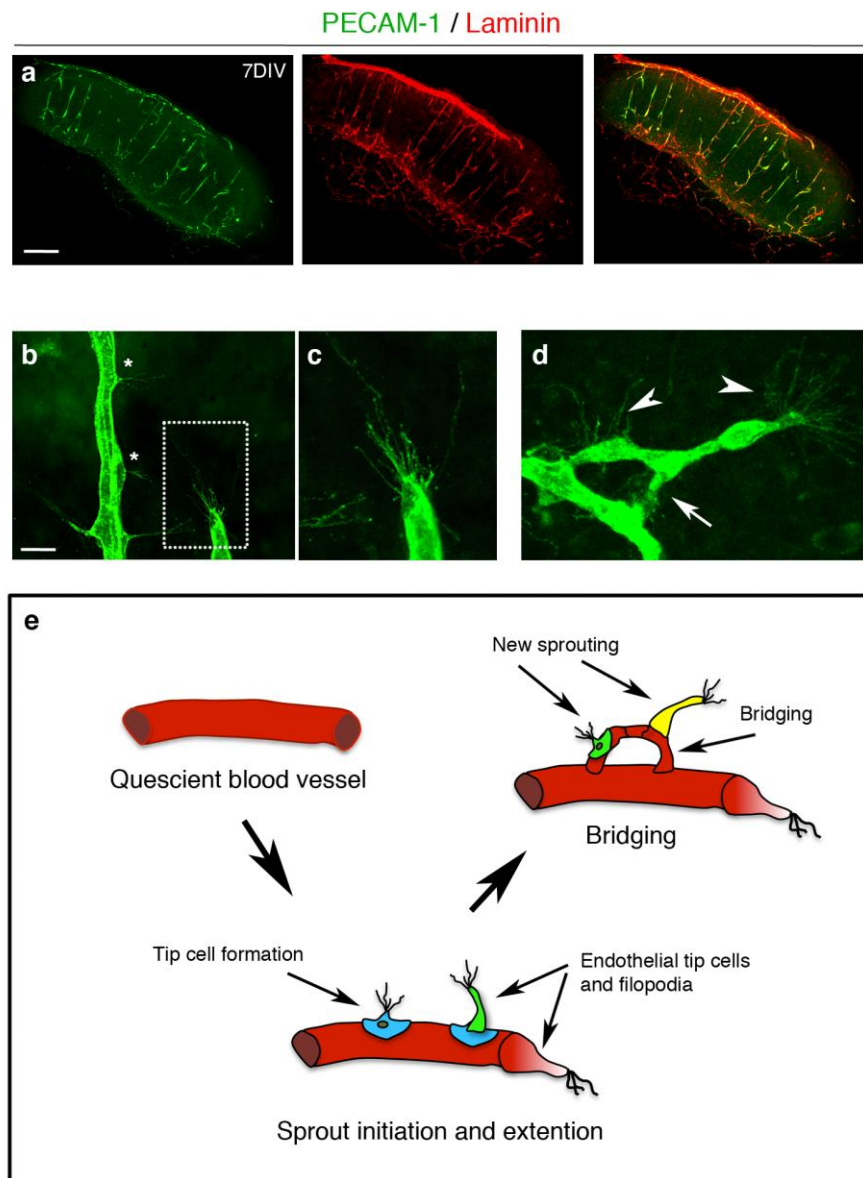 PECAM-1 / Laminin
a
7DIV
b
*
*
c
d
e
New sprouting
Bridging
Quescient blood vessel
Bridging
Tip cell formation
Endothelial tip cells
and filopodia
Sprout initiation and extention